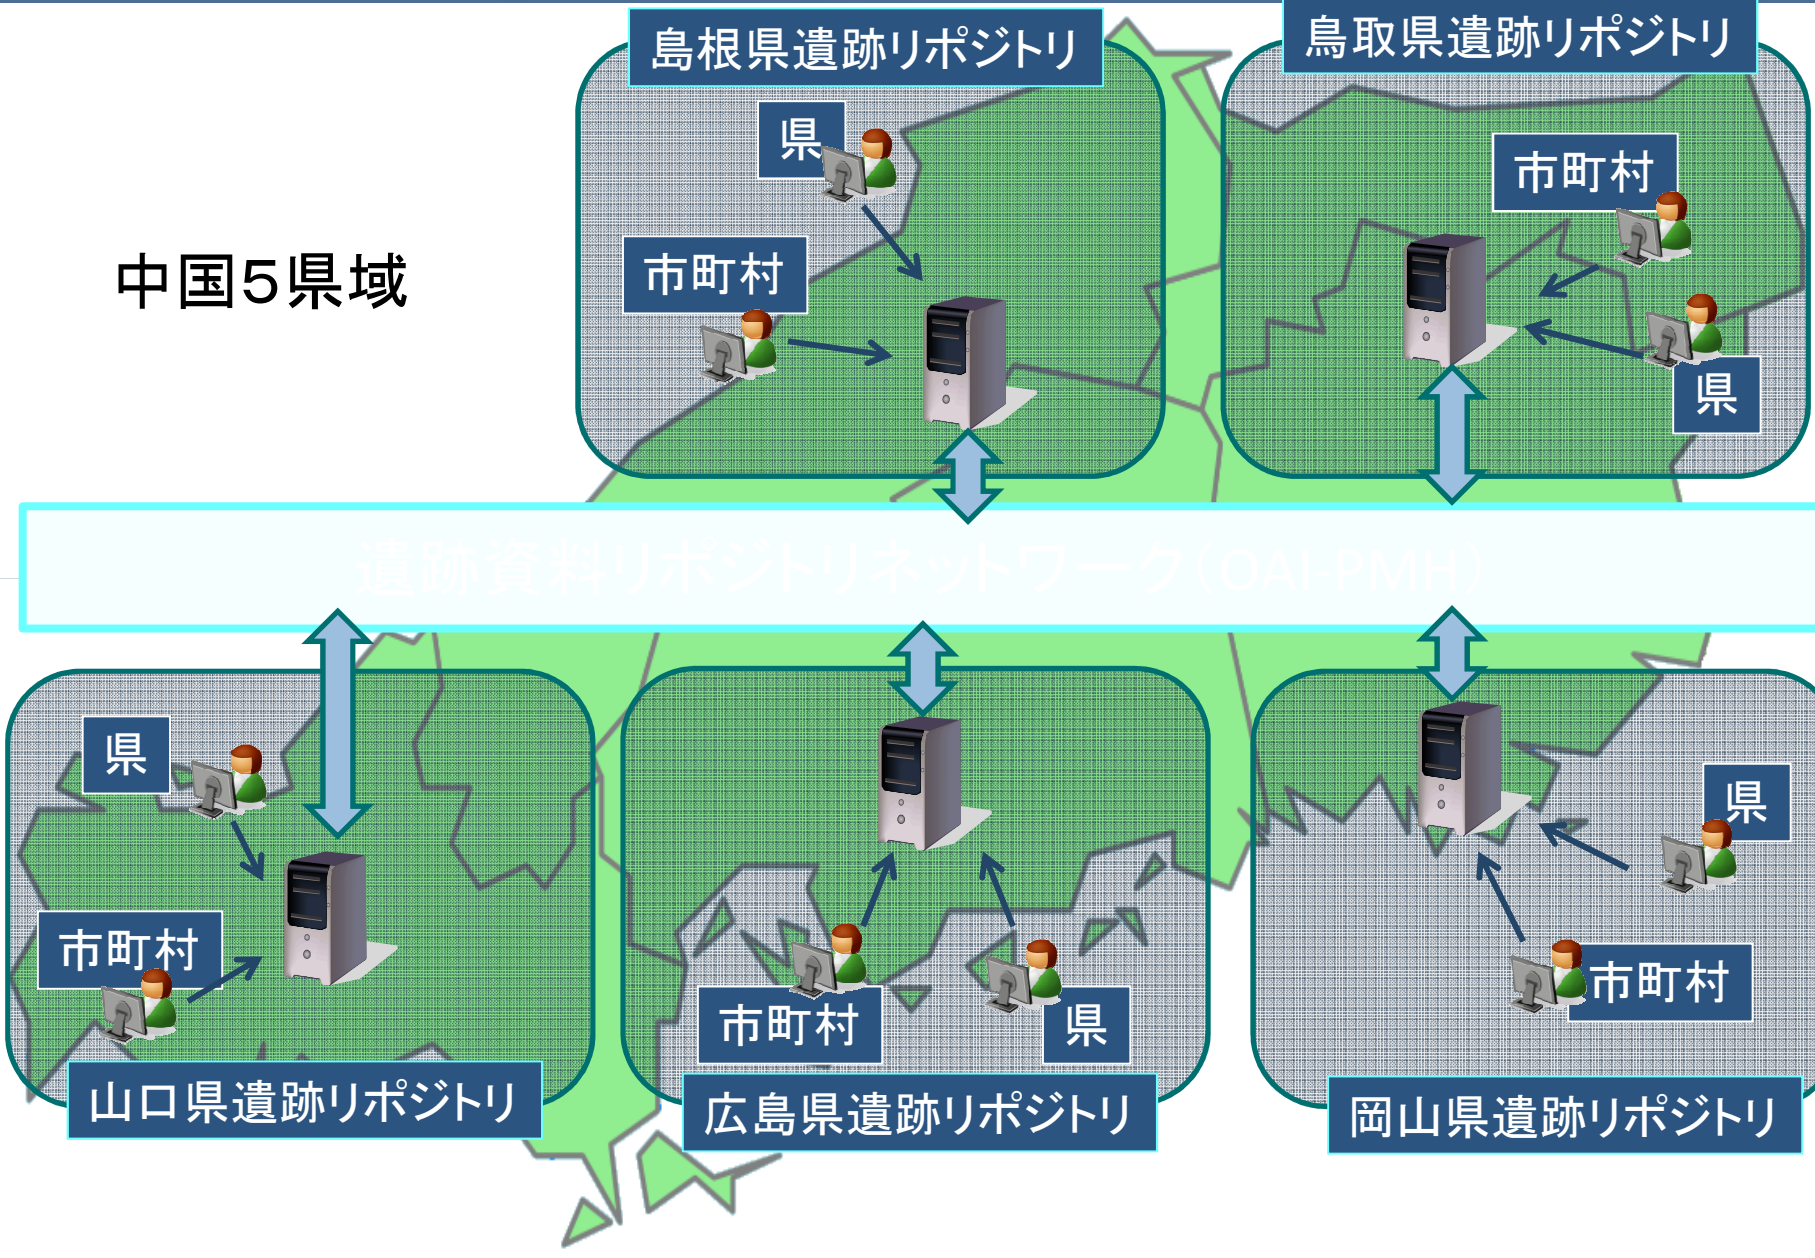 島根県遺跡リポジトリ
鳥取県遺跡リポジトリ
県
市町村
市町村
県
中国5県域
遺跡資料リポジトリネットワーク(OAI-PMH)
県
市町村
山口県遺跡リポジトリ
市町村
県
広島県遺跡リポジトリ
県
市町村
岡山県遺跡リポジトリ